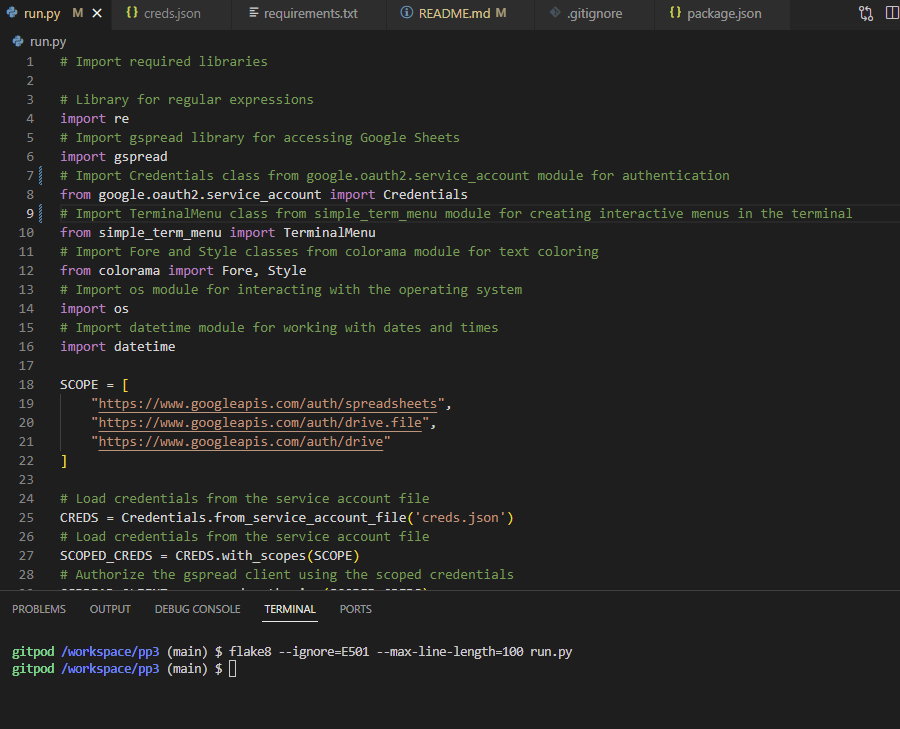 run.py M creds.json requirements.txt README.md M .gitignore package.json
run.py
1 # Import required libraries
2
3 # Library for regular expressions
4 import re
5 # Import gspread library for accessing Google Sheets
6 import gspread
7 # Import Credentials class from google.oauth2.service_account module for authentication
8 from google.oauth2.service_account import Credentials
9 # Import TerminalMenu class from simple_term_menu module for creating interactive menus in the terminal
10 from simple_term_menu import TerminalMenu
11 # Import Fore and Style classes from colorama module for text coloring
12 from colorama import Fore, Style
13 # Import os module for interacting with the operating system
14 import os
15 # Import datetime module for working with dates and times
16 import datetime
17
18 SCOPE = [
19 "https://www.googleapis.com/auth/spreadsheets",
20 "https://www.googleapis.com/auth/drive.file",
21 "https://www.googleapis.com/auth/drive"
22 ]
23
24 # Load credentials from the service account file
25 CREDS = Credentials.from_service_account_file('creds.json')
26 # Load credentials from the service account file
27 SCOPED_CREDS = CREDS.with_scopes(SCOPE)
28 # Authorize the gspread client using the scoped credentials
PROBLEMS OUTPUT DEBUG CONSOLE TERMINAL PORTS
gitpod /workspace/pp3 (main) $ flake8 --ignore=E501 --max-line-length=100 run.py
gitpod /workspace/pp3 (main) $